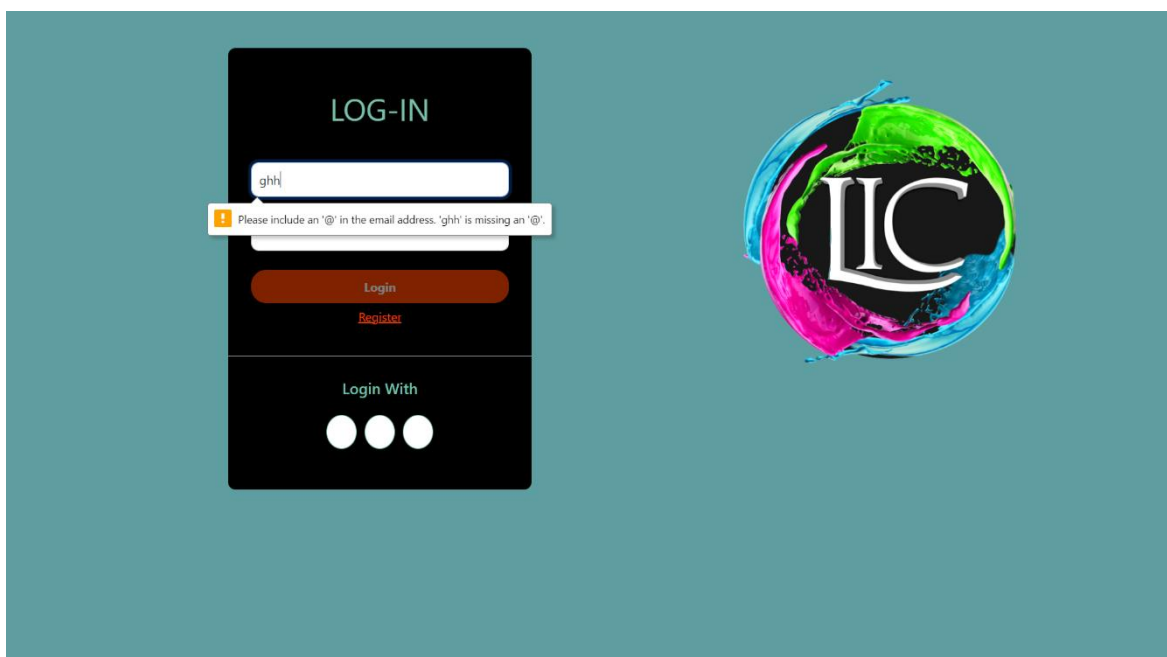 LOG-IN
ghh
Please include an '@' in the email address. 'ghh' is missing an '@'.
Login
Register
Login With
LIC